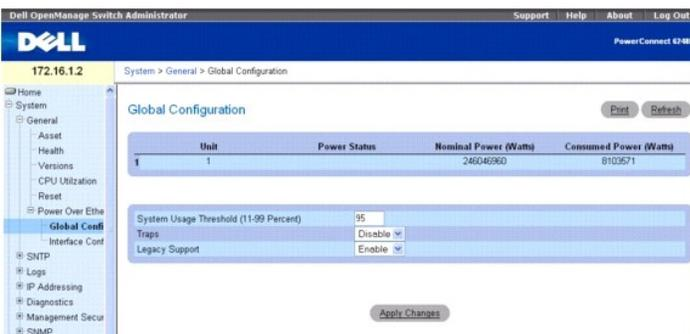 Dell OpenManage Switch Administrator Support Help About Log Out
DELL
PowerConnect 6248
172.16.1.2
System > General > Global Configuration
Home
System
General
Asset
Health
Versions
CPU Utilzation
Reset
Power Over Ethe
Global Confi
Interface Conf
SNTP
Logs
IP Addressing
Diagnostics
Management Secur
SNMP
Global Configuration
Print Refresh
Unit Power Status Nominal Power (Watts) Consumed Power (Watts)
1 1 246046960 8103571
System Usage Threshold (11-99 Percent) 95
Traps Disable
Legacy Support Enable
Apply Changes